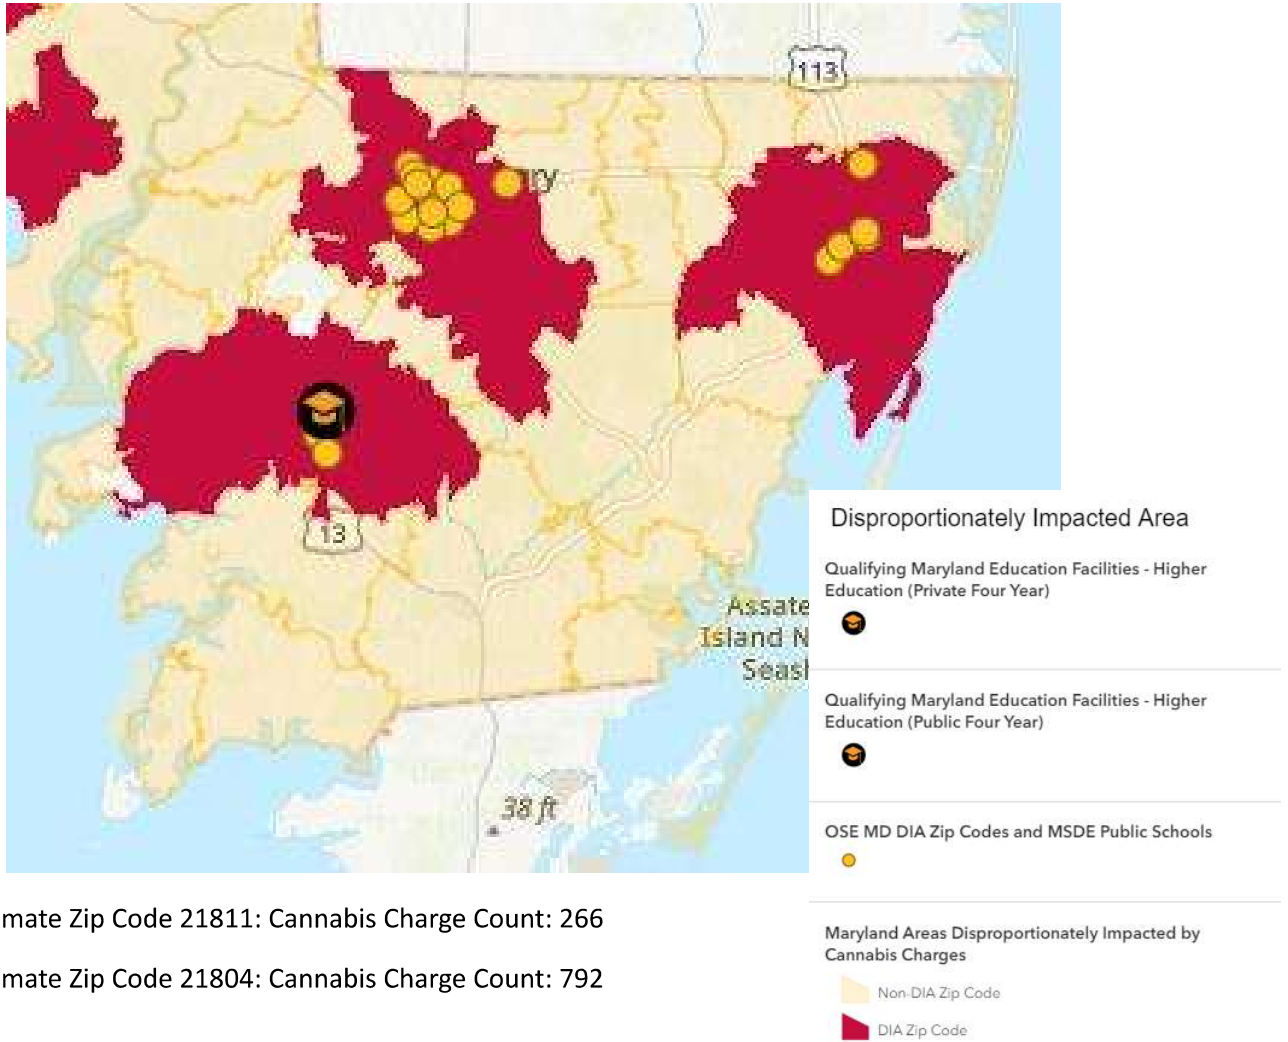 113
ry
13
Assate
Island N
Seash
38 ft
Disproportionately Impacted Area
Qualifying Maryland Education Facilities - Higher
Education (Private Four Year)
Qualifying Maryland Education Facilities - Higher
Education (Public Four Year)
OSE MD DIA Zip Codes and MSDE Public Schools
Maryland Areas Disproportionately Impacted by
Cannabis Charges
Non-DIA Zip Code
DIA Zip Code
mate Zip Code 21811: Cannabis Charge Count: 266
mate Zip Code 21804: Cannabis Charge Count: 792